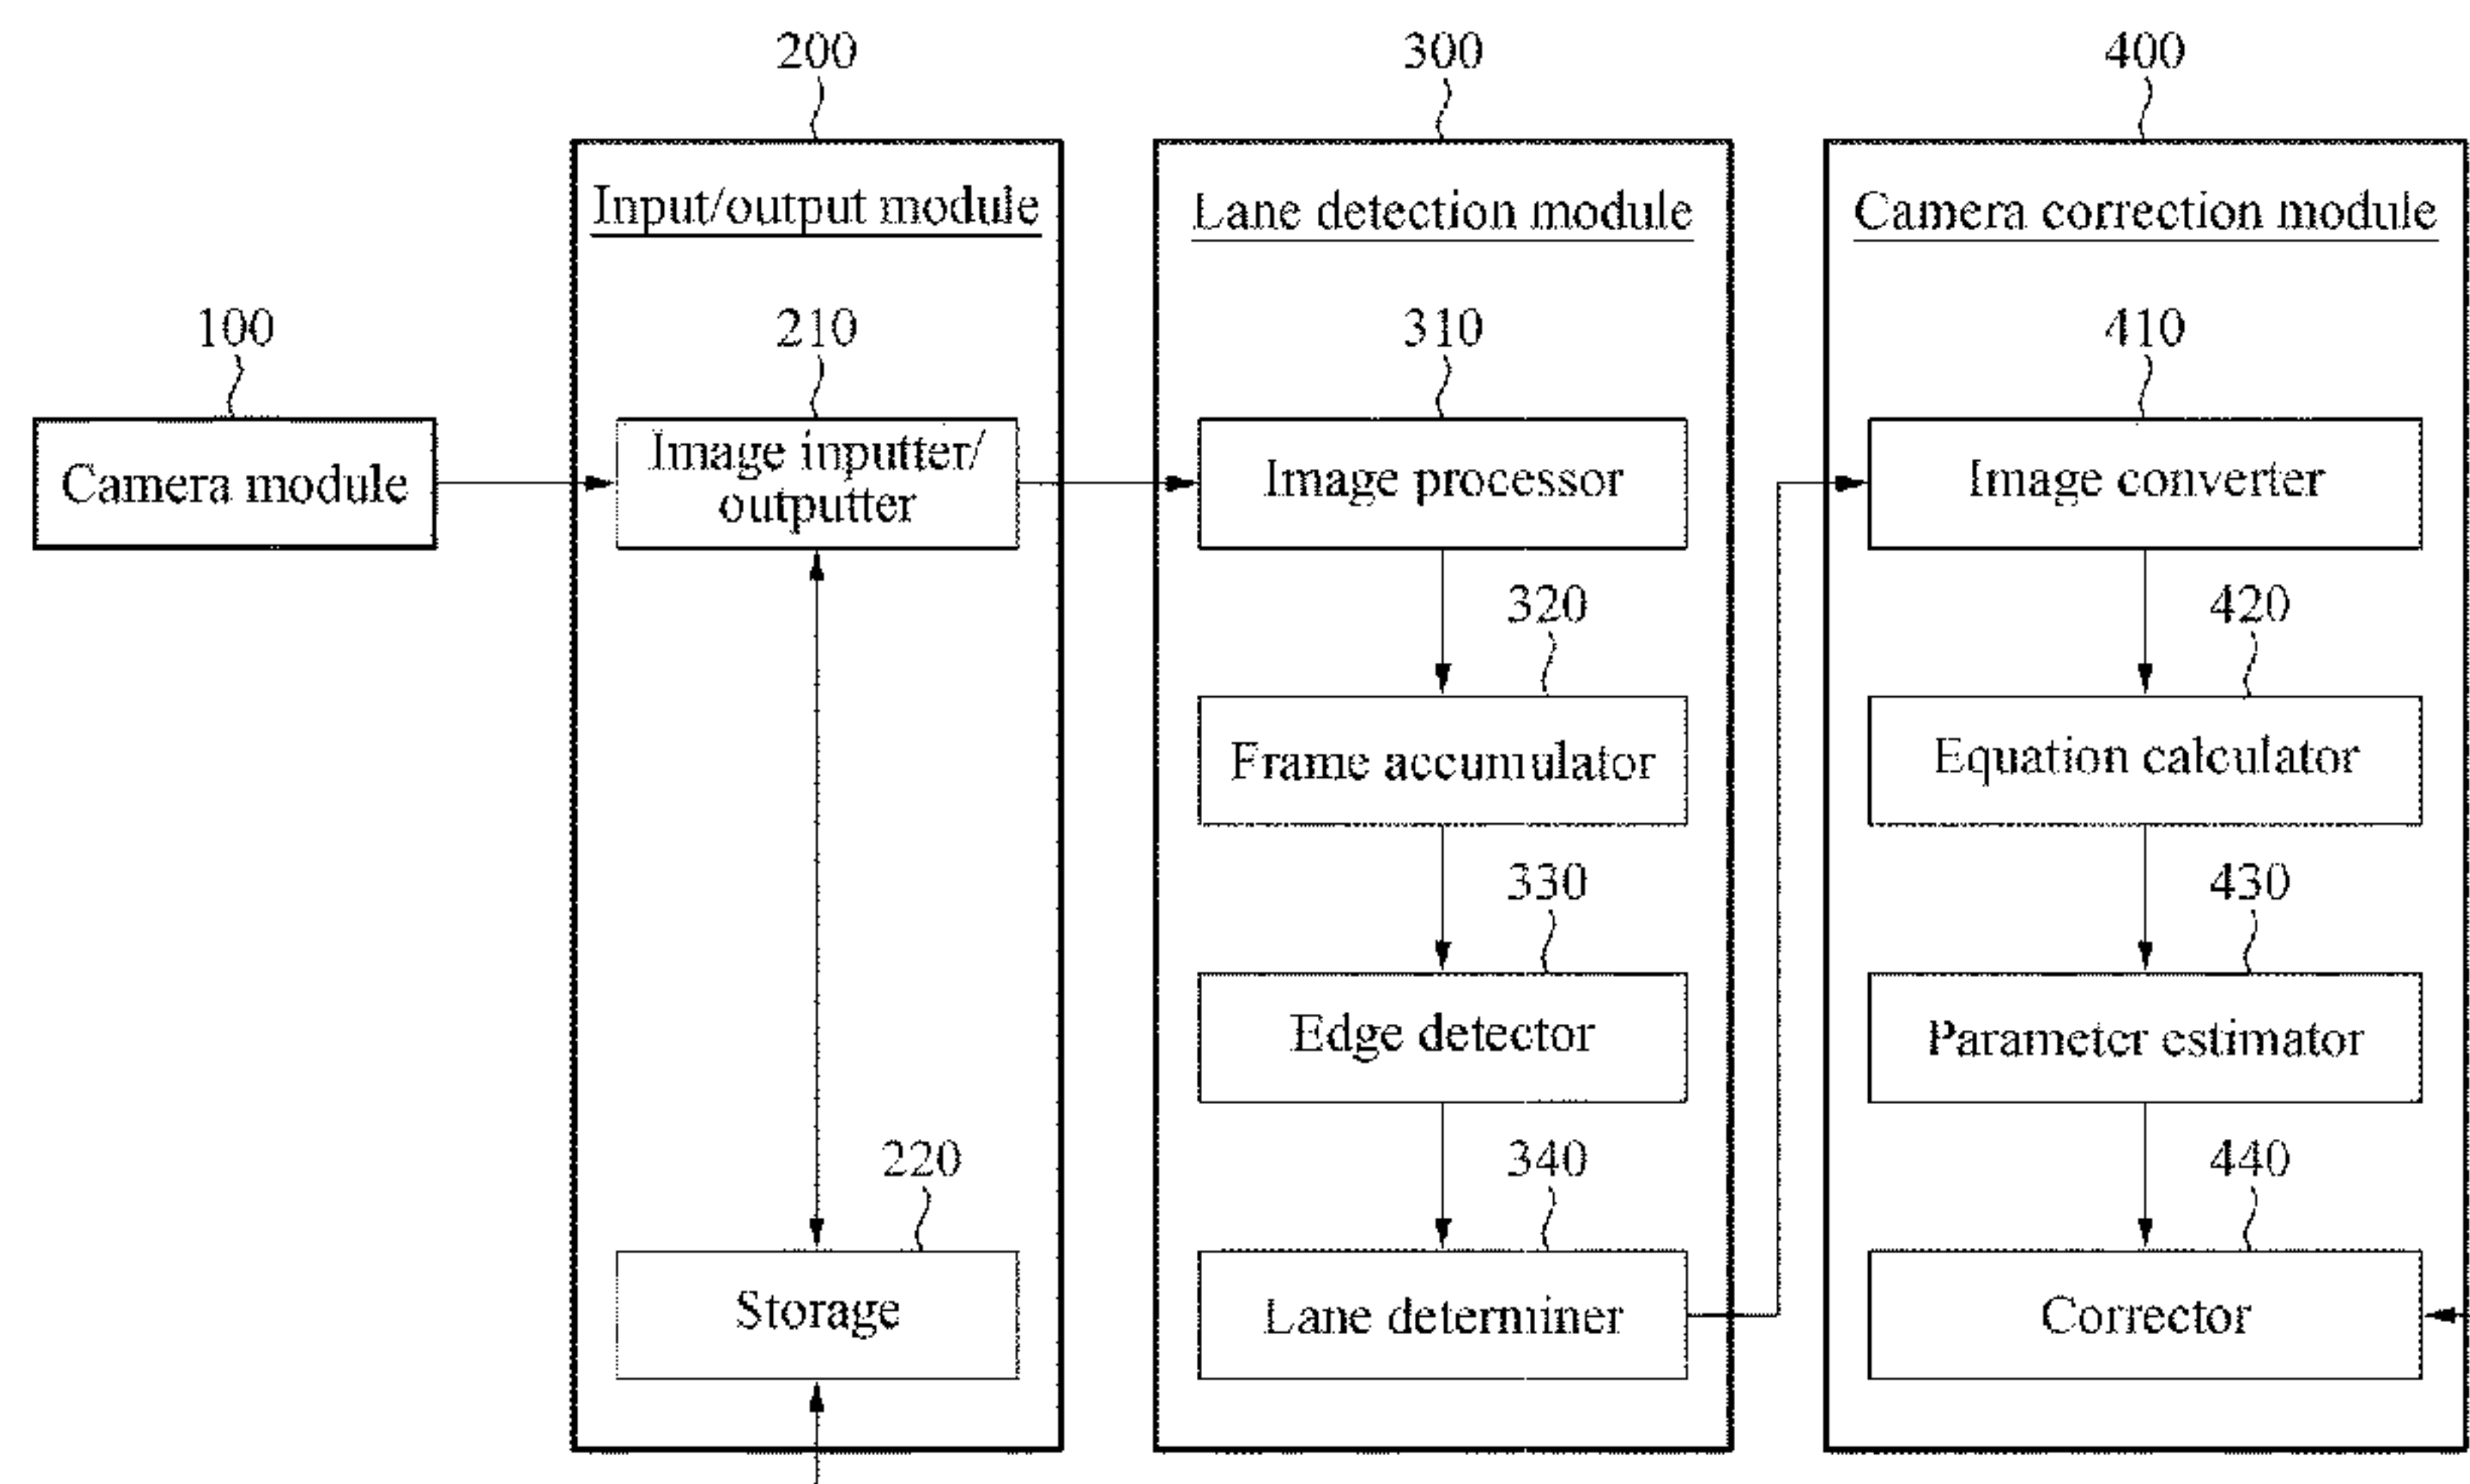 200
300
400
Input/output module
Lane detection module
Camera correction module
100
210
310
410
Camera module
Image inputter/
outputter
Image processor
Image converter
320
420
Frame accumulator
Equation calculator
330
430
Edge detector
Parameter estimator
220
340
440
Storage
Lane determiner
Corrector